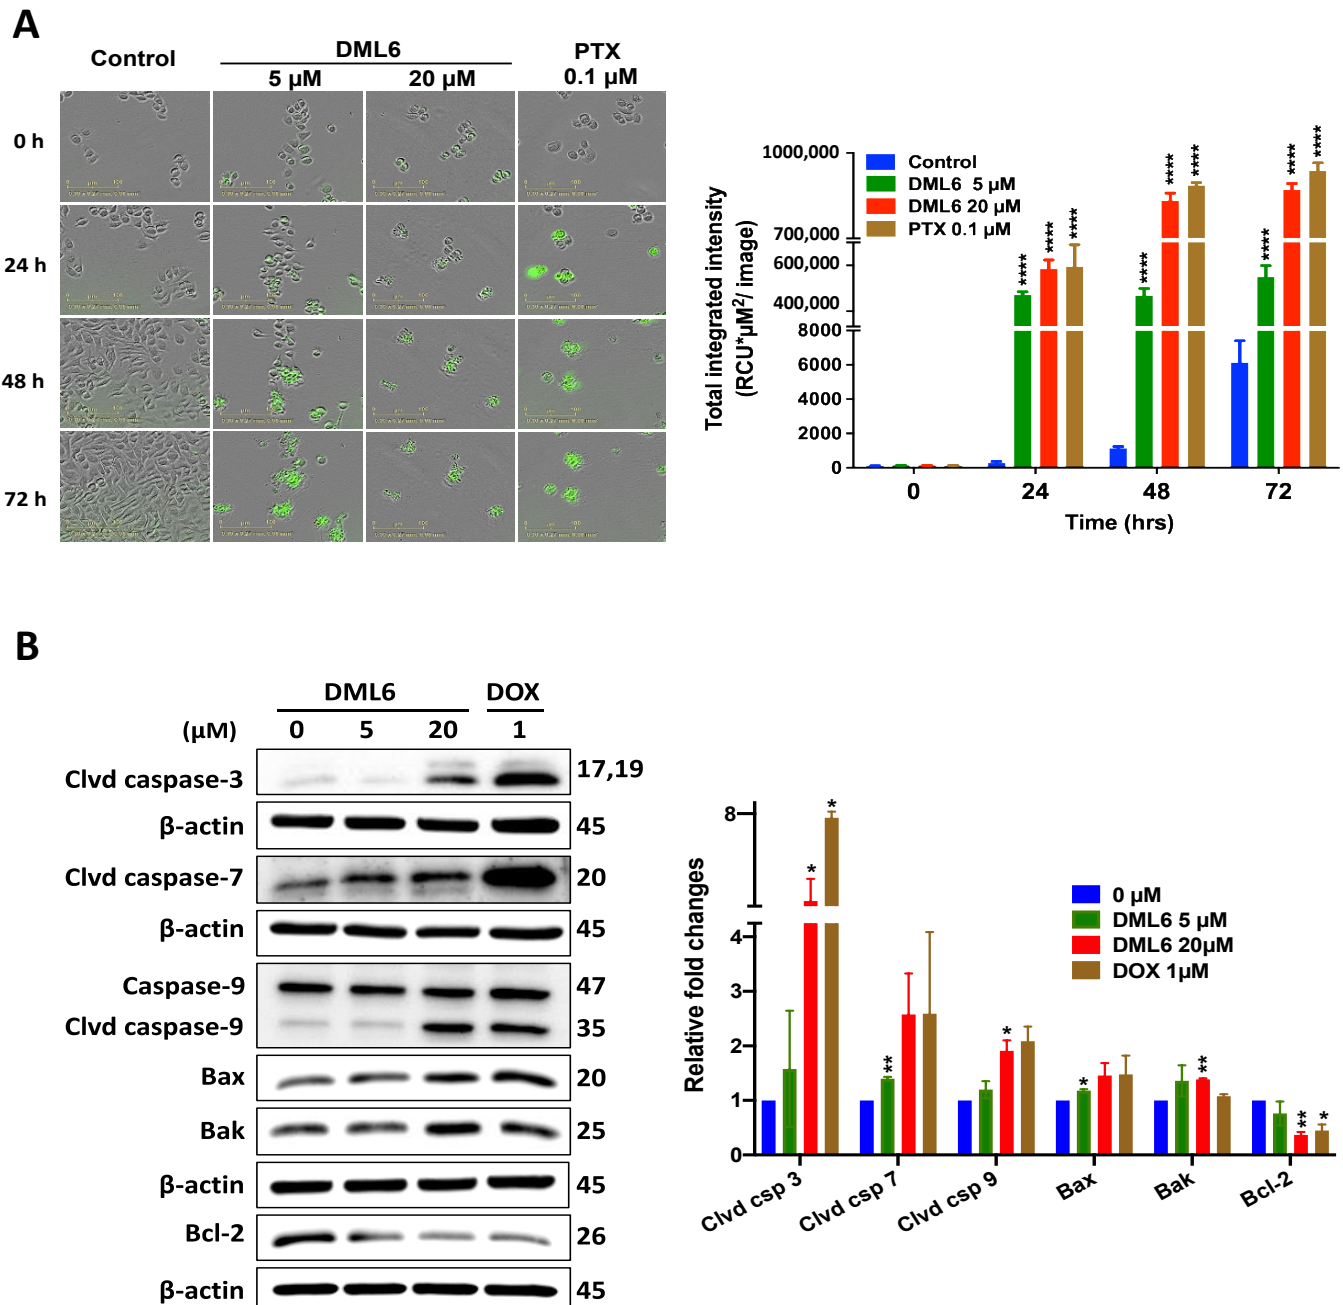 A
Control
DML6
PTX
5 µM
20 µM
0.1 µM
0 h
24 h
48 h
72 h
1000,000
700,000
600,000
400,000
8000
6000
4000
2000
0
Total integrated intensity
(RCU*µM²/ image)
Control
DML6 5 µM
DML6 20 µM
PTX 0.1 µM
****
****
****
****
****
****
****
****
****
0
24
48
72
Time (hrs)
B
DML6
DOX
(µM)
0
5
20
1
Clvd caspase-3
17,19
β-actin
45
Clvd caspase-7
20
β-actin
45
Caspase-9
47
Clvd caspase-9
35
Bax
20
Bak
25
β-actin
45
Bcl-2
26
β-actin
45
Relative fold changes
8
4
3
2
1
0
0 µM
DML6 5 µM
DML6 20µM
DOX 1µM
*
*
**
*
*
**
**
*
Clvd csp 3
Clvd csp 7
Clvd csp 9
Bax
Bak
Bcl-2